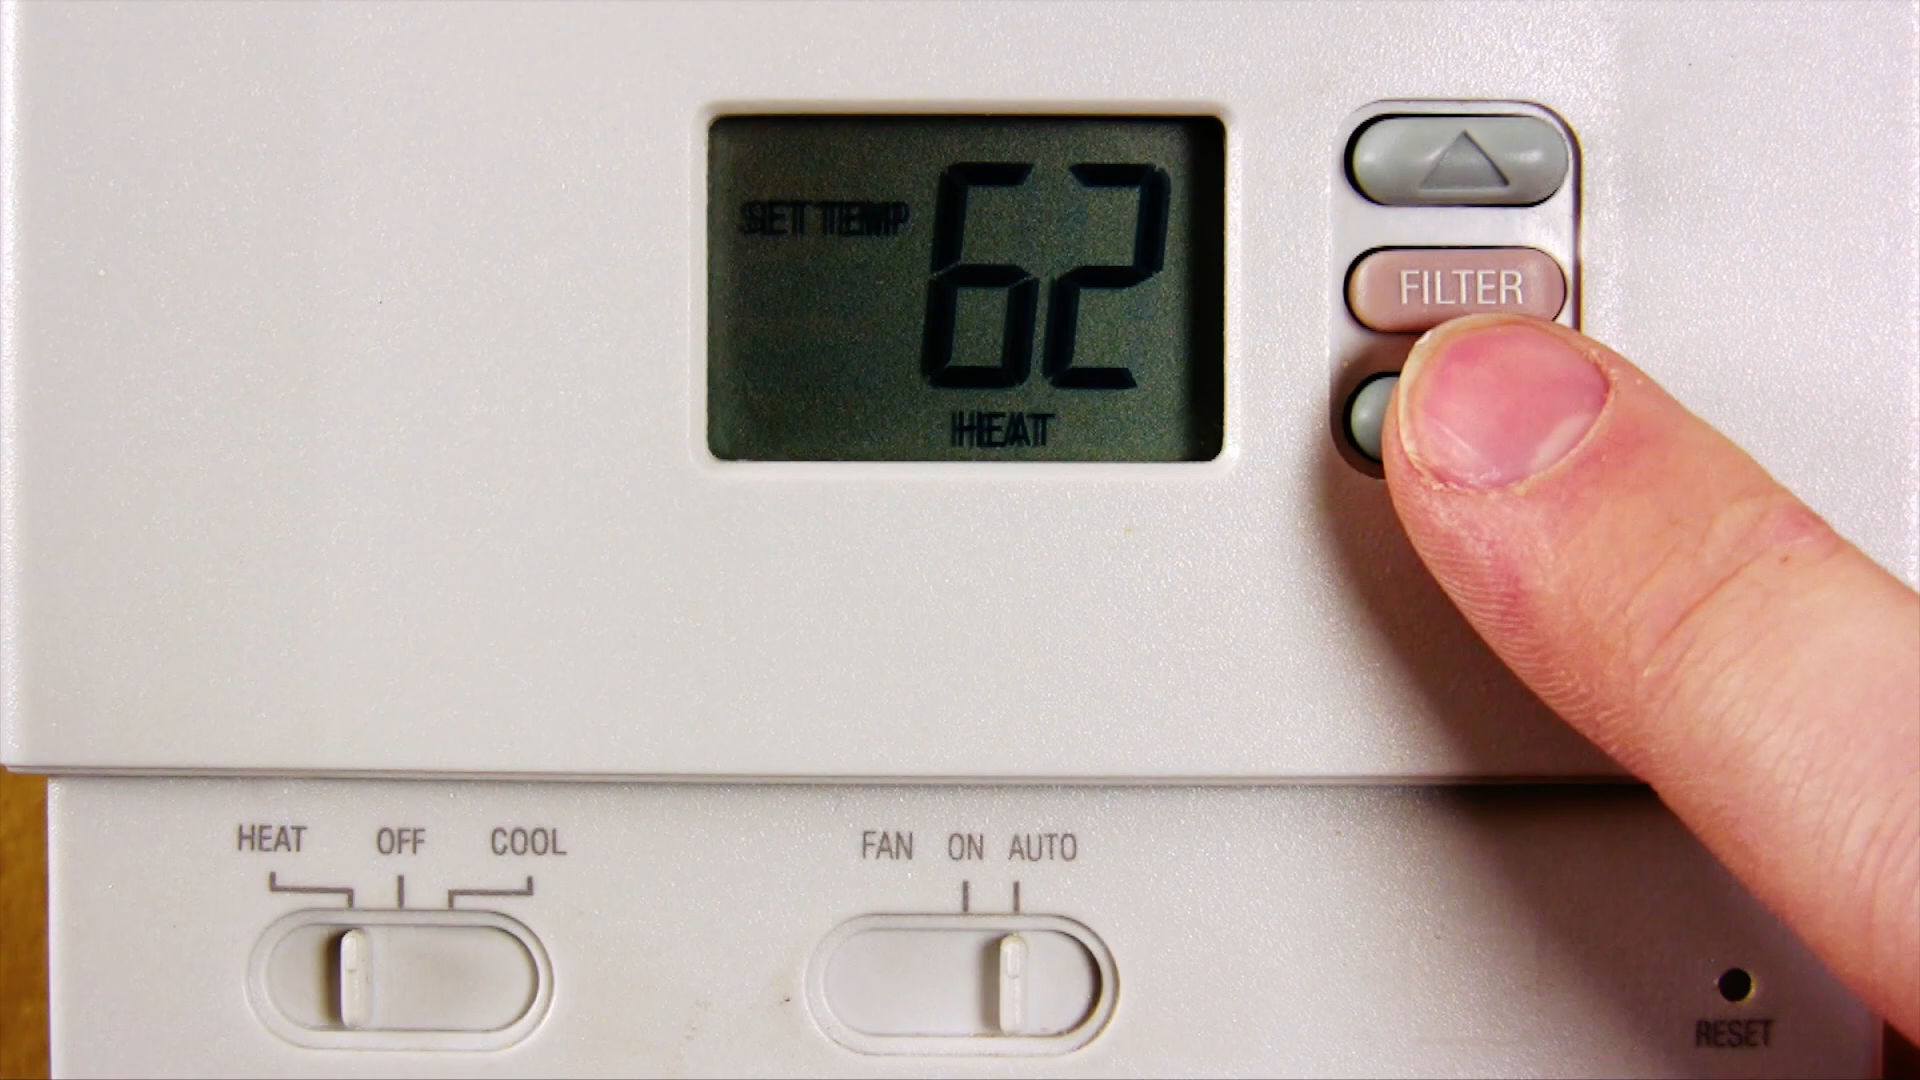 SET TEMP 62
HEAT
FILTER
HEAT OFF COOL
FAN ON AUTO
RESET